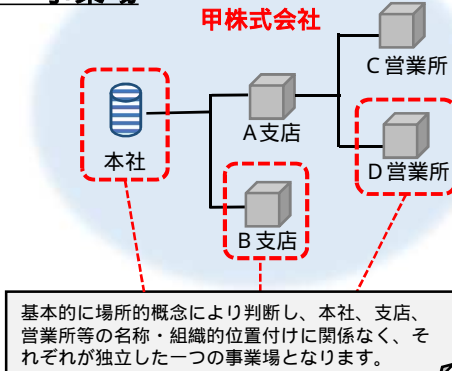 甲株式会社
C営業所
A支店
本社
D営業所
B支店
基本的に場所的概念により判断し、本社、支店、
営業所等の名称・組織的位置付けに関係なく、そ
れぞれが独立した一つの事業場となります。